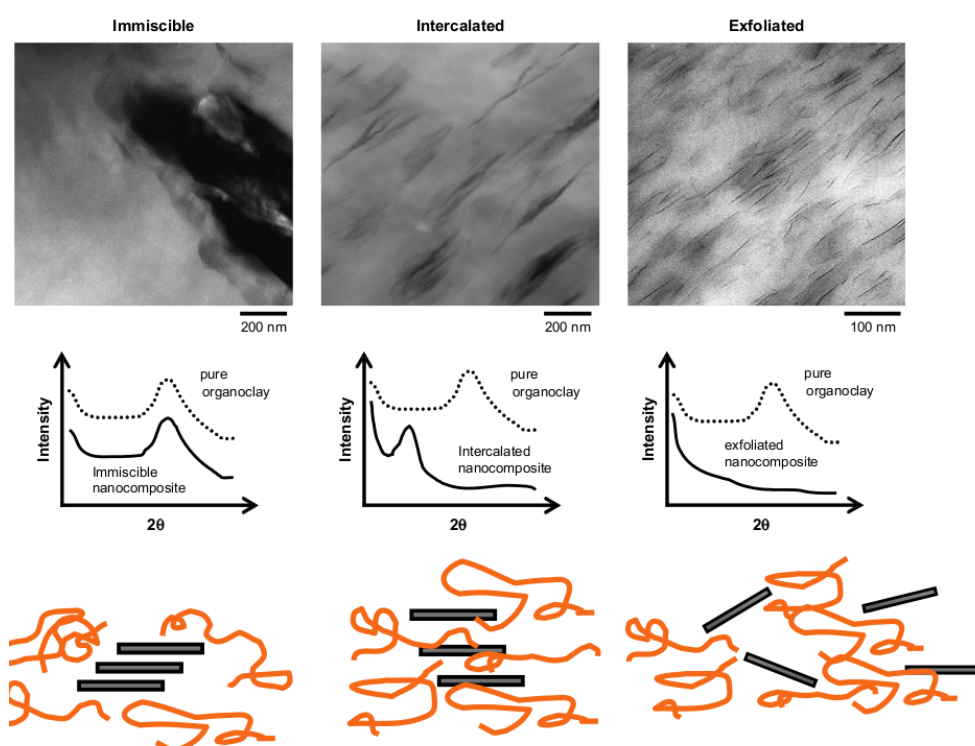 Immiscible
Intercalated
Exfoliated
200 nm
200 nm
100 nm
Intensity
pure
organoclay
Immiscible
nanocomposite
2θ
Intensity
pure
organoclay
Intercalated
nanocomposite
2θ
Intensity
pure
organoclay
exfoliated
nanocomposite
2θ